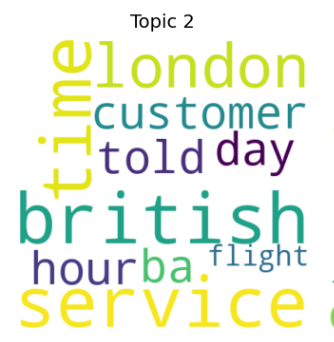 Topic 2
time
london
customer
told day
british
flight
hour ba
service